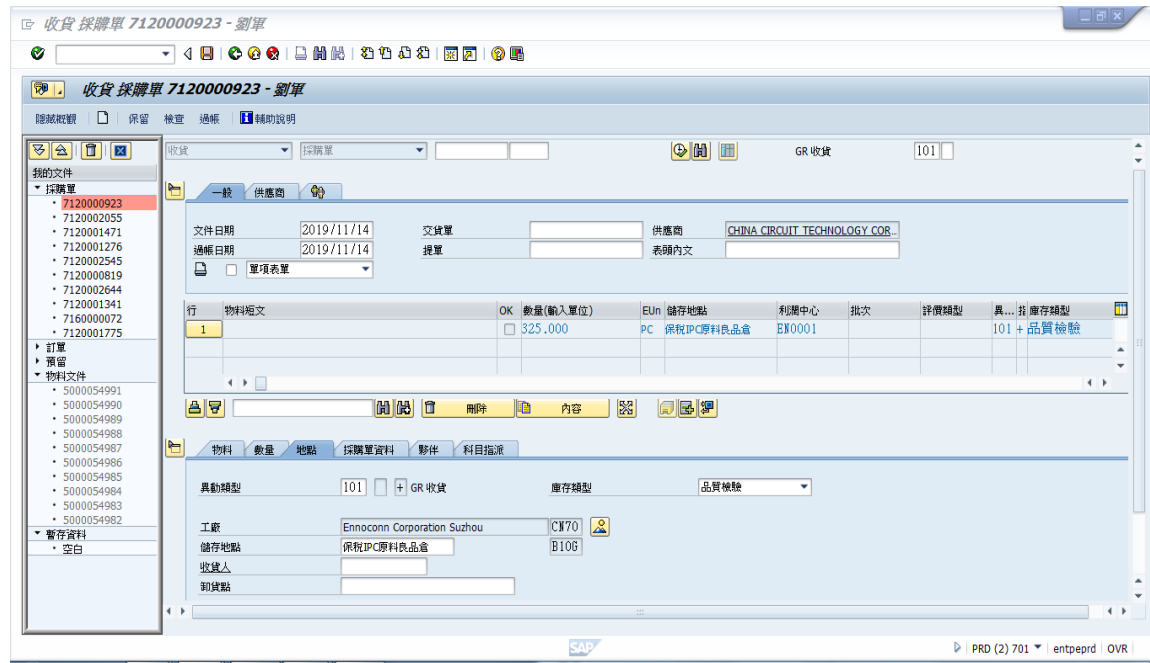 收貨 採購單 7120000923 - 劉軍
收貨 採購單 7120000923 - 劉軍
隱藏概觀 保留 檢查 過帳 輔助說明
收貨 採購單 GR 收貨 101
我的文件
採購單
7120000923
7120002055
7120001471
7120001276
7120002545
7120000819
7120002644
7120001341
7160000072
7120001775
訂單
預留
物料文件
5000054991
5000054990
5000054989
5000054988
5000054987
5000054986
5000054985
5000054984
5000054983
5000054982
暫存資料
空白
一般 供應商
文件日期 2019/11/14 交貨單 供應商 CHINA CIRCUIT TECHNOLOGY COR..
過帳日期 2019/11/14 提單 表頭內文
單項表單
行 物料短文 OK 數量(輸入單位) EUn 儲存地點 利潤中心 批次 評價類型 異... 庫存類型
1 325.000 PC 保稅IPC原料良品倉 EN0001 101 + 品質檢驗
刪除 內容
物料 數量 地點 採購單資料 夥伴 科目指派
異動類型 101 + GR 收貨 庫存類型 品質檢驗
工廠 Ennoconn Corporation Suzhou CN70
儲存地點 保稅IPC原料良品倉 B10G
收貨人
卸貨點
SAP
PRD (2) 701 entpeprd OVR